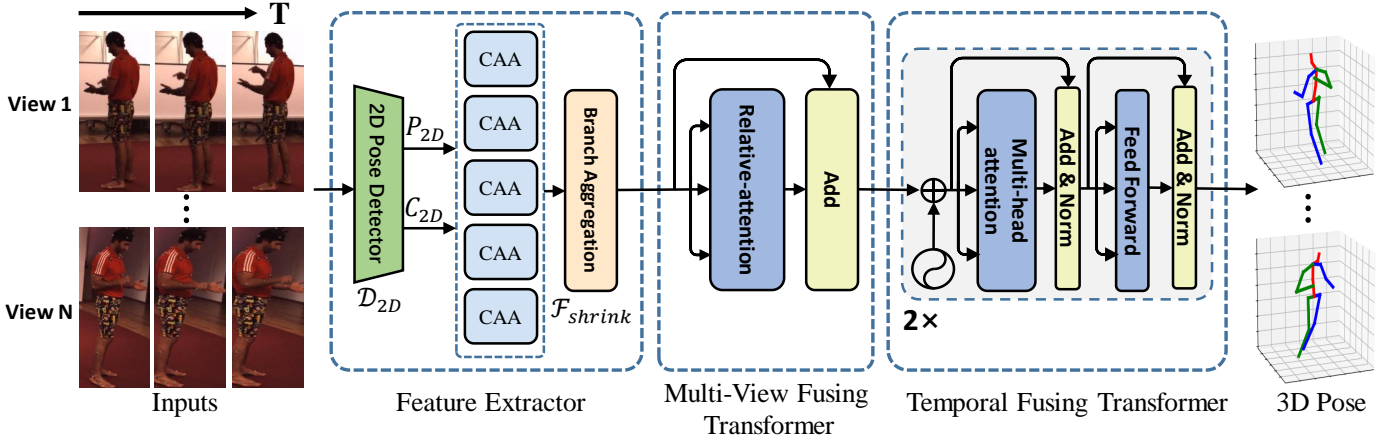 T
View 1
View N
Inputs
2D Pose Detector
𝒟2D
P2D
C2D
CAA
CAA
CAA
CAA
CAA
Branch Aggregation
ℱshrink
Feature Extractor
Relative-attention
Add
Multi-View Fusing
Transformer
Multi-head
attention
Add & Norm
Feed Forward
Add & Norm
2×
Temporal Fusing Transformer
3D Pose